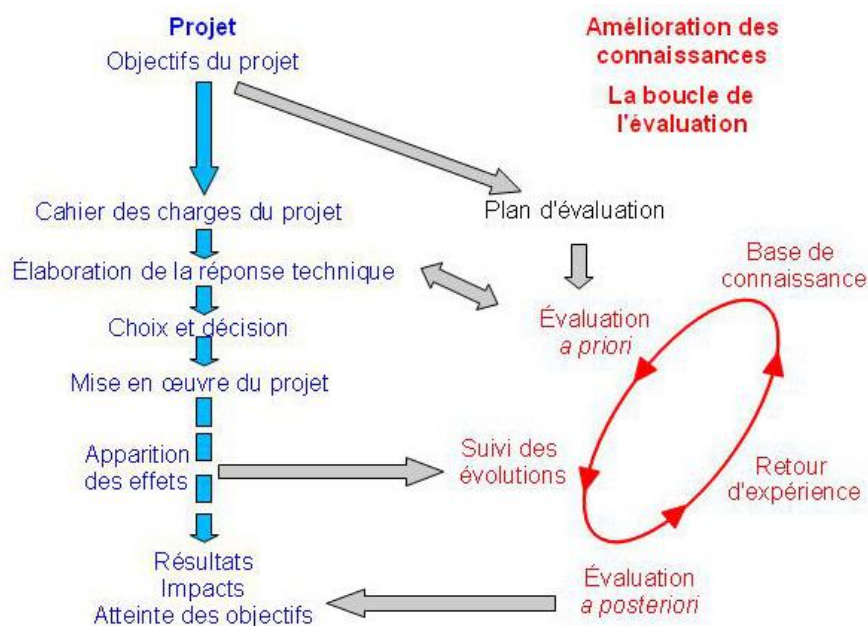 Projet
Objectifs du projet
Amélioration des
connaissances
La boucle de
l'évaluation
Cahier des charges du projet
Plan d'évaluation
Élaboration de la réponse technique
Base de
connaissance
Choix et décision
Évaluation
a priori
Mise en œuvre du projet
Apparition
des effets
Suivi des
évolutions
Retour
d'expérience
Résultats
Impacts
Atteinte des objectifs
Évaluation
a posteriori